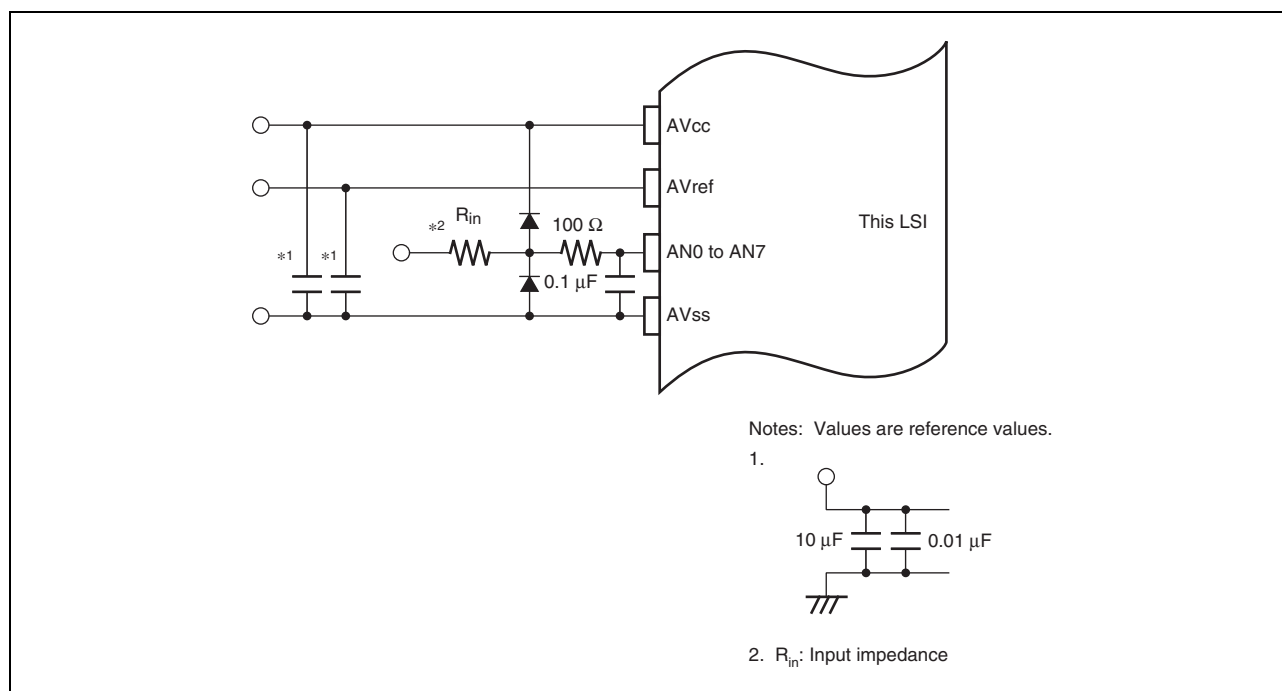 AVcc
AVref
This LSI
*2 Rin 100 Ω
AN0 to AN7
*1 *1
0.1 μF
AVss
Notes: Values are reference values.
1.
10 μF 0.01 μF
2. Rin: Input impedance